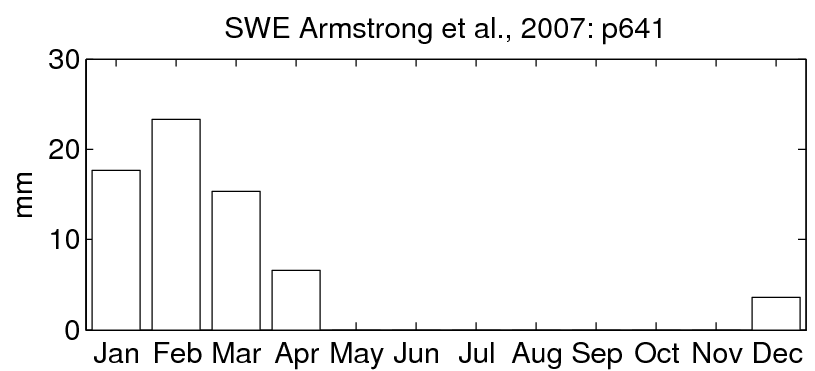 SWE Armstrong et al., 2007: p641
30
20
10
0
mm
Jan Feb Mar Apr May Jun Jul Aug Sep Oct Nov Dec